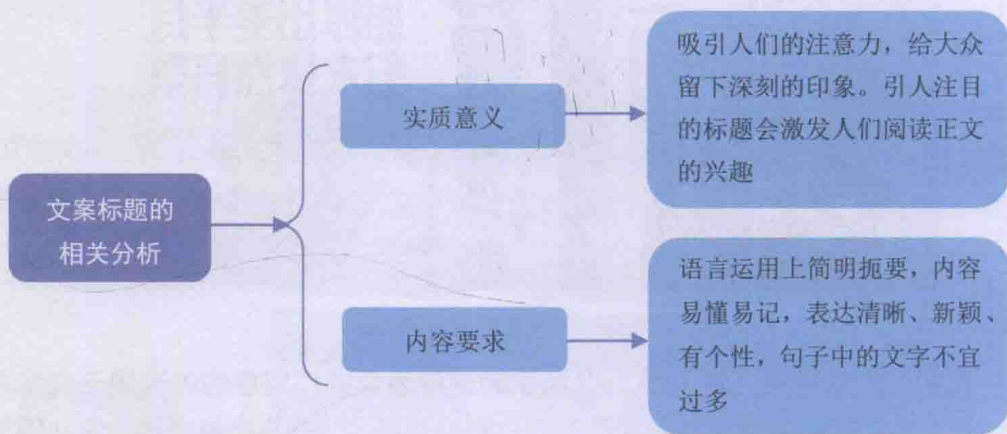 文案标题的
相关分析
实质意义
吸引人们的注意力，给大众
留下深刻的印象。引人注目
的标题会激发人们阅读正文
的兴趣
内容要求
语言运用上简明扼要，内容
易懂易记，表达清晰、新颖、
有个性，句子中的文字不宜
过多